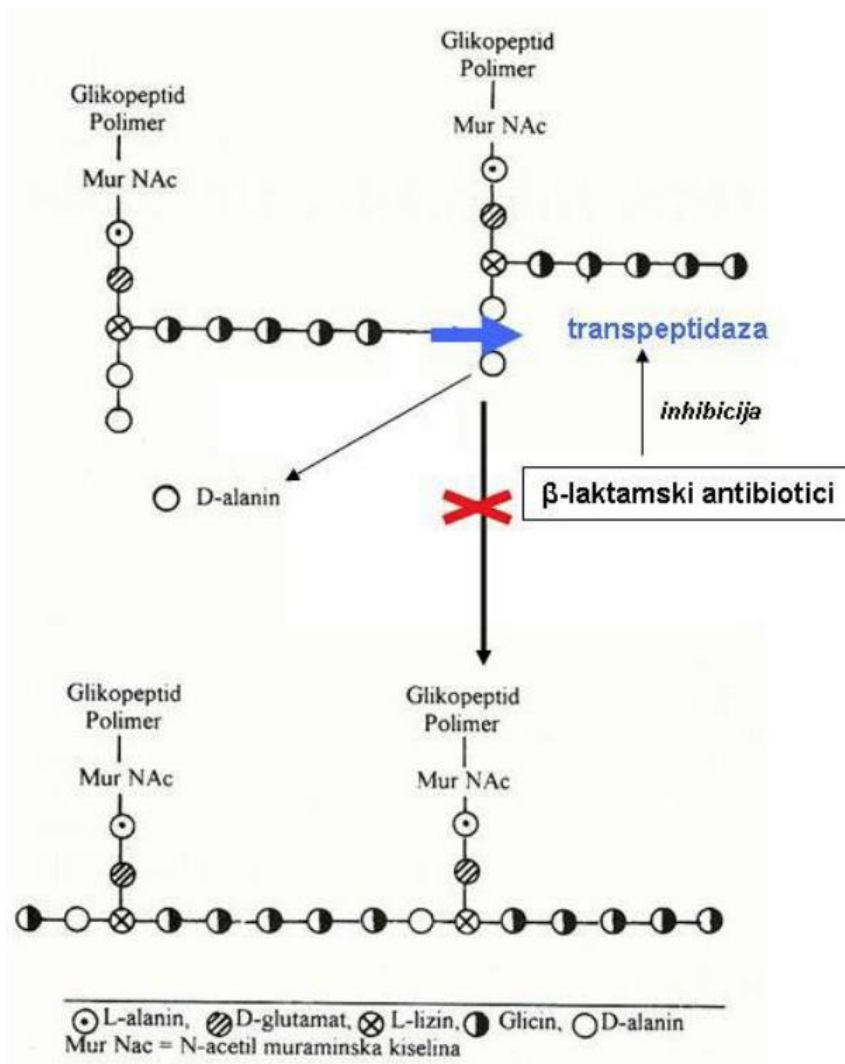 Glikopeptid
Polimer
Mur NAc
Glikopeptid
Polimer
Mur NAc
transpeptidaza
inhibicija
β-laktamski antibiotici
D-alanin
Glikopeptid
Polimer
Mur NAc
Glikopeptid
Polimer
Mur NAc
L-alanin, D-glutamat, L-lizin, Glicin, D-alanin
Mur Nac = N-acetil muraminska kiselina